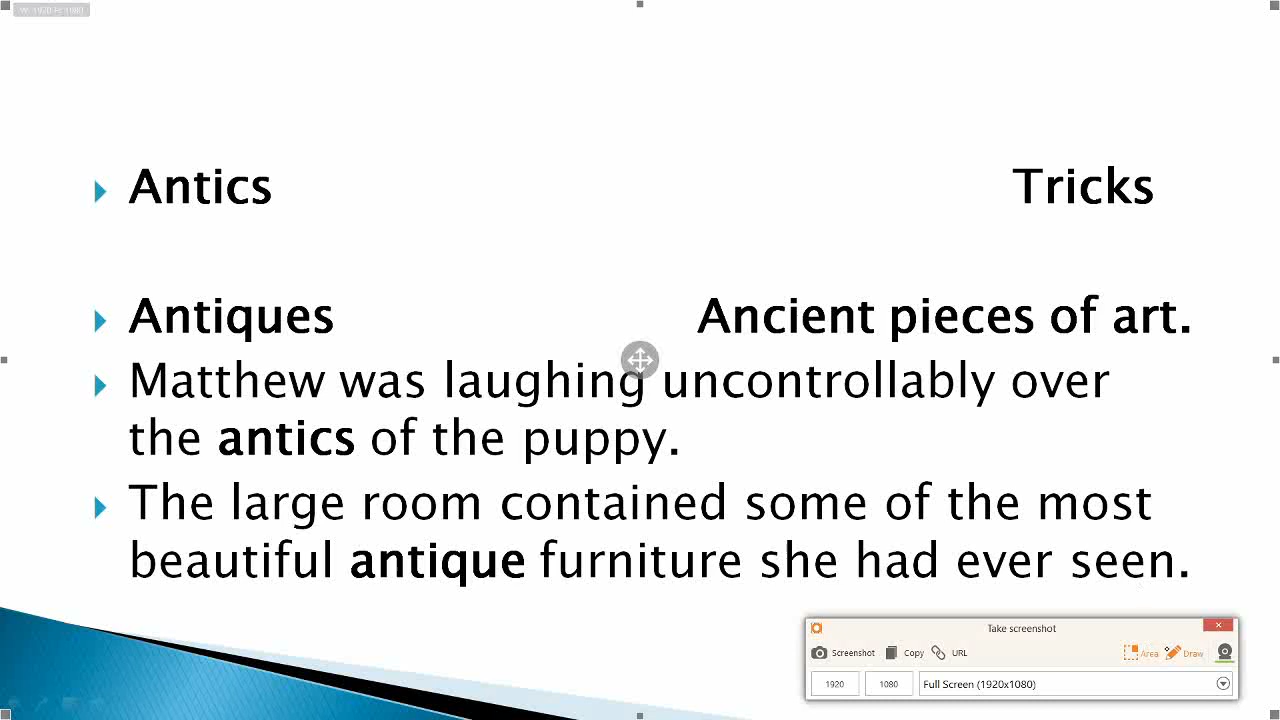 W: 1920 H: 1080
Antics Tricks
Antiques Ancient pieces of art.
Matthew was laughing uncontrollably over
the antics of the puppy.
The large room contained some of the most
beautiful antique furniture she had ever seen.
Take screenshot
Screenshot Copy URL Area Draw
1920 1080 Full Screen (1920x1080)